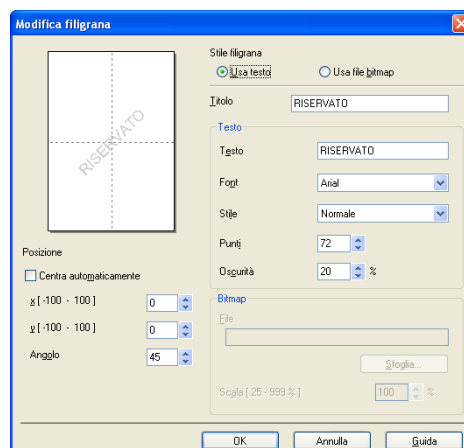 Modifica filigrana
RISERVATO
Posizione
Centra automaticamente
x [ -100 - 100 ] 0
y [ -100 - 100 ] 0
Angolo 45
Stile filigrana
Usa testo Usa file bitmap
Titolo RISERVATO
Testo
Testo RISERVATO
Font Arial
Stile Normale
Punti 72
Oscurità 20 %
Bitmap
File
Sfoglia...
Scala [ 25 - 999 % ] 100 %
OK Annulla Guida